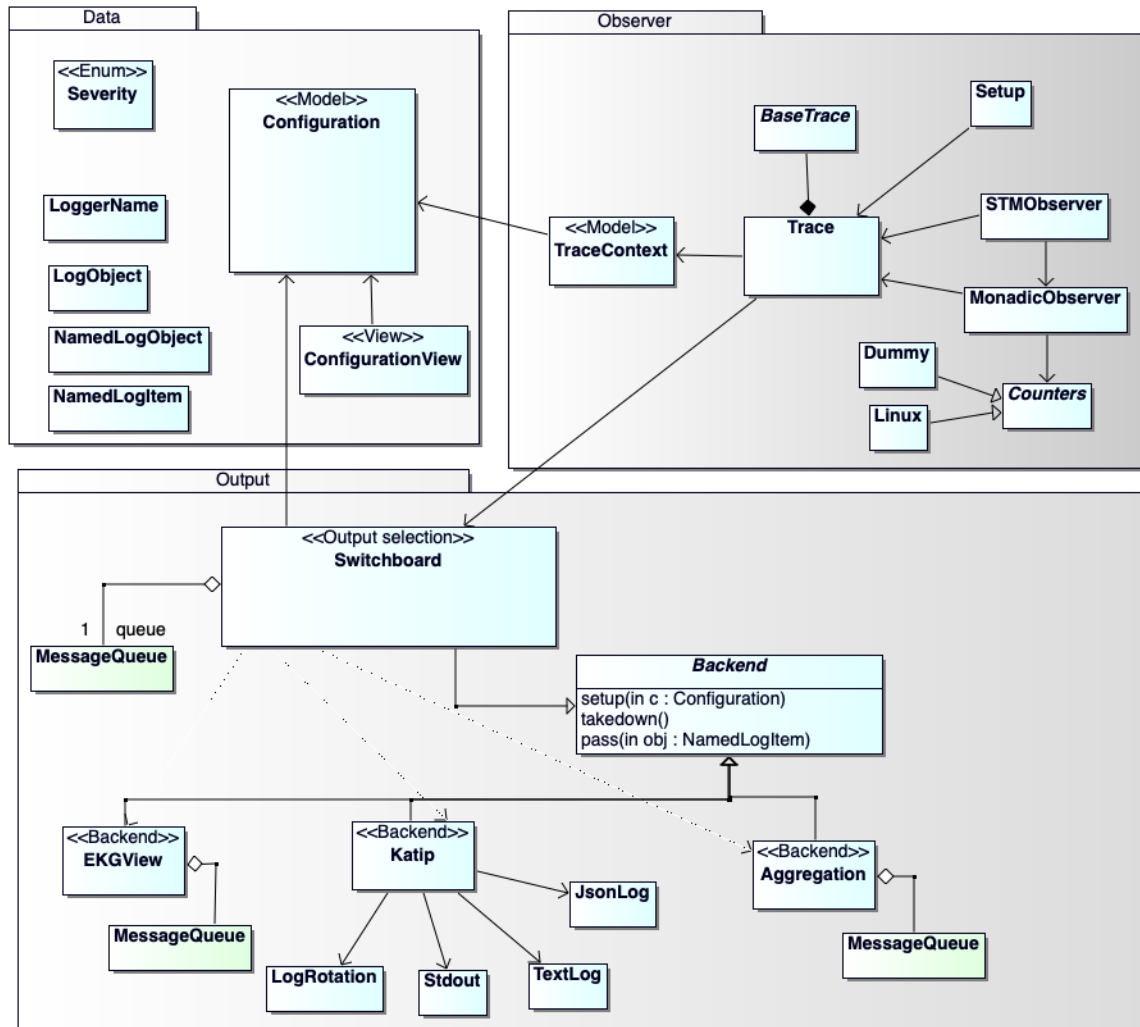 Data
<<Enum>>
Severity
<<Model>>
Configuration
LoggerName
LogObject
NamedLogObject
NamedLogItem
<<View>>
ConfigurationView
Observer
BaseTrace
Setup
<<Model>>
TraceContext
Trace
STMObserver
MonadicObserver
Dummy
Linux
Counters
Output
<<Output selection>>
Switchboard
1 queue
MessageQueue
Backend
setup(in c : Configuration)
takedown()
pass(in obj : NamedLogItem)
<<Backend>>
EKGView
MessageQueue
<<Backend>>
Katip
LogRotation
Stdout
TextLog
JsonLog
<<Backend>>
Aggregation
MessageQueue